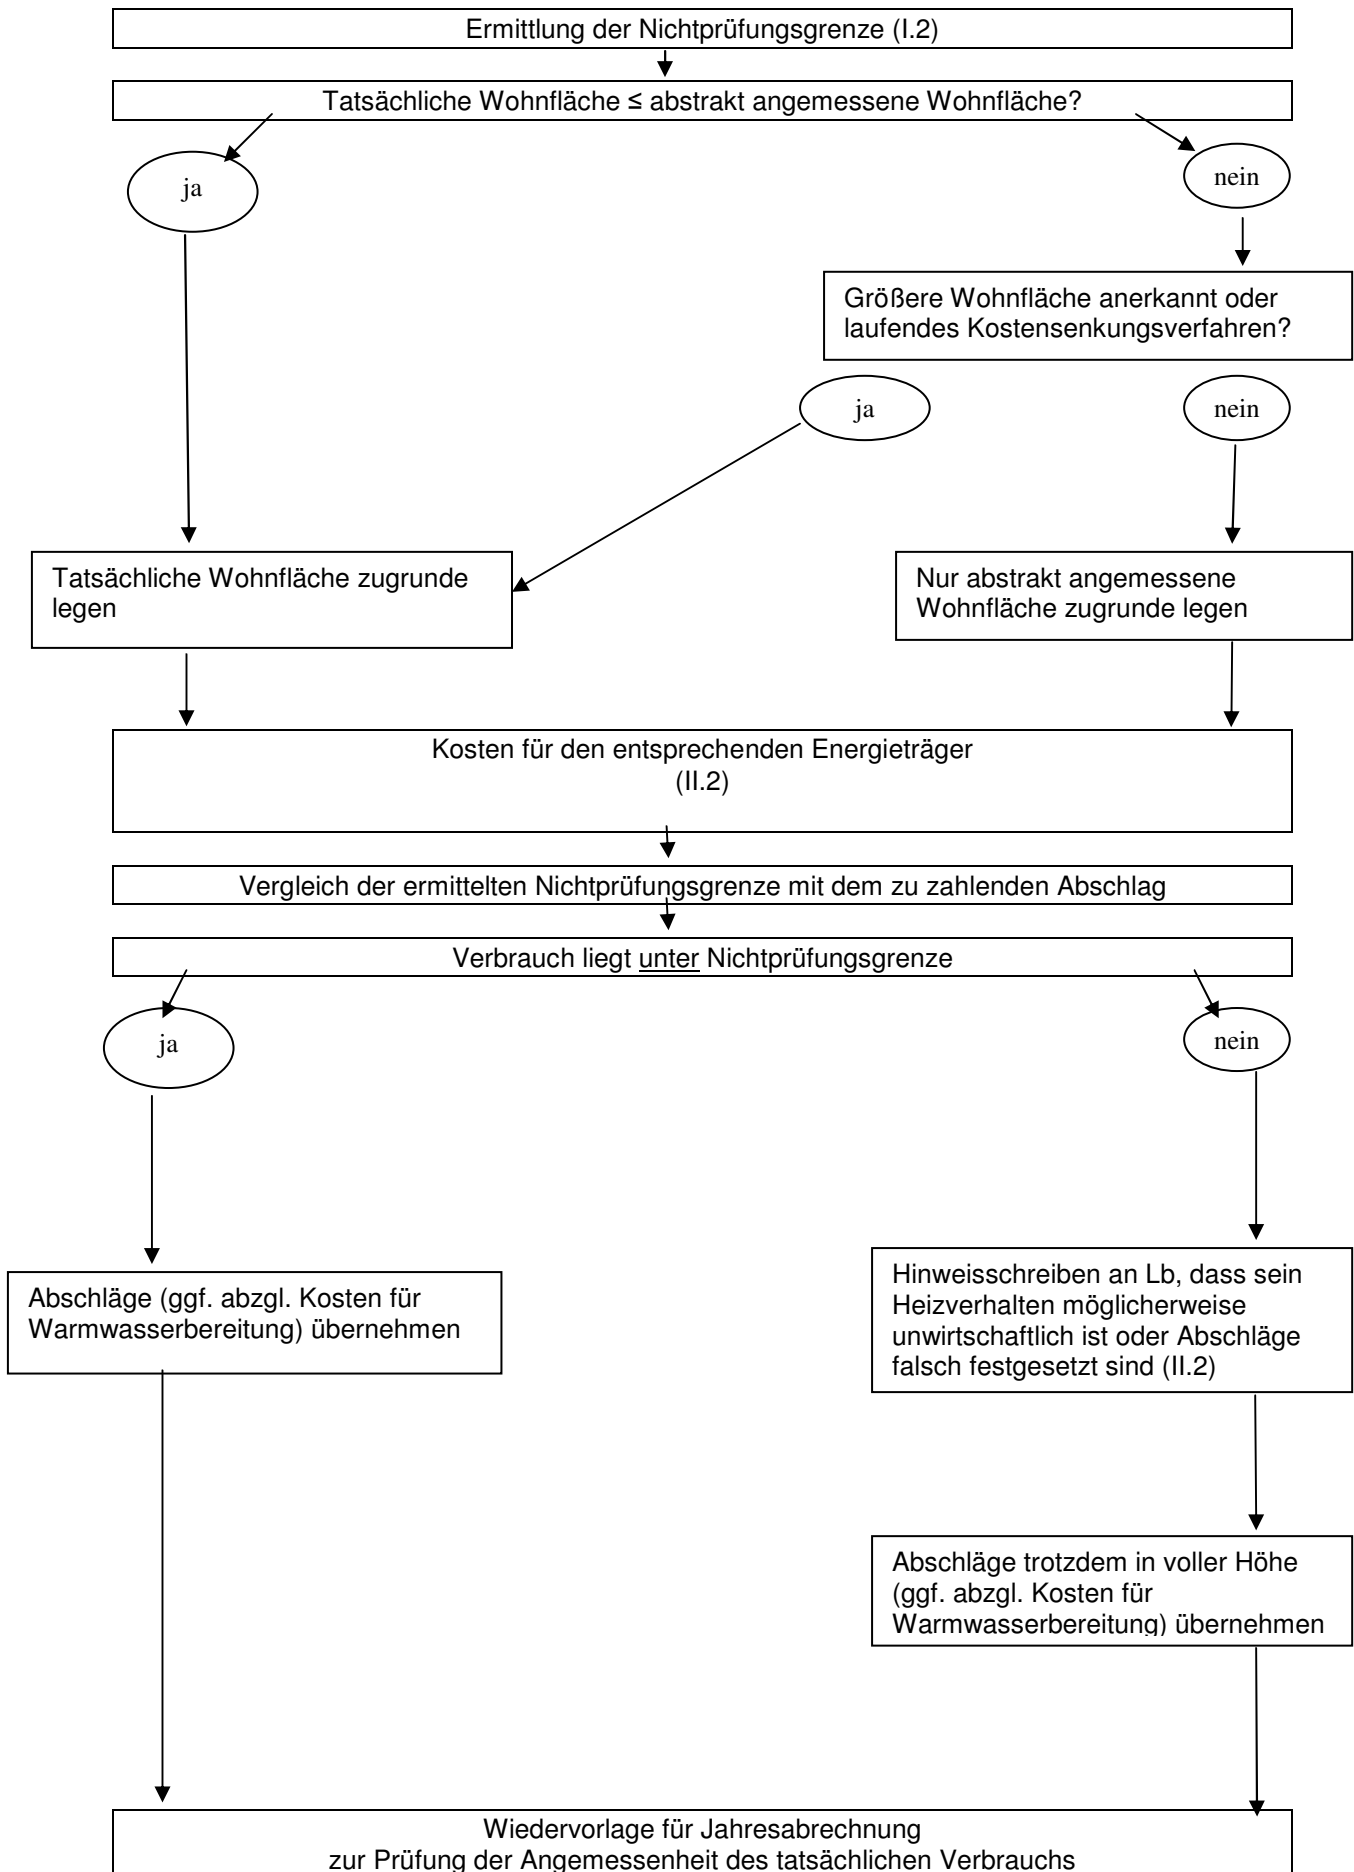 Ermittlung der Nichtprüfungsgrenze (I.2)
Tatsächliche Wohnfläche ≤ abstrakt angemessene Wohnfläche?
ja
nein
Größere Wohnfläche anerkannt oder
laufendes Kostensenkungsverfahren?
ja
nein
Tatsächliche Wohnfläche zugrunde
legen
Nur abstrakt angemessene
Wohnfläche zugrunde legen
Kosten für den entsprechenden Energieträger
(II.2)
Vergleich der ermittelten Nichtprüfungsgrenze mit dem zu zahlenden Abschlag
Verbrauch liegt unter Nichtprüfungsgrenze
ja
nein
Abschläge (ggf. abzgl. Kosten für
Warmwasserbereitung) übernehmen
Hinweisschreiben an Lb, dass sein
Heizverhalten möglicherweise
unwirtschaftlich ist oder Abschläge
falsch festgesetzt sind (II.2)
Abschläge trotzdem in voller Höhe
(ggf. abzgl. Kosten für
Warmwasserbereitung) übernehmen
Wiedervorlage für Jahresabrechnung
zur Prüfung der Angemessenheit des tatsächlichen Verbrauchs